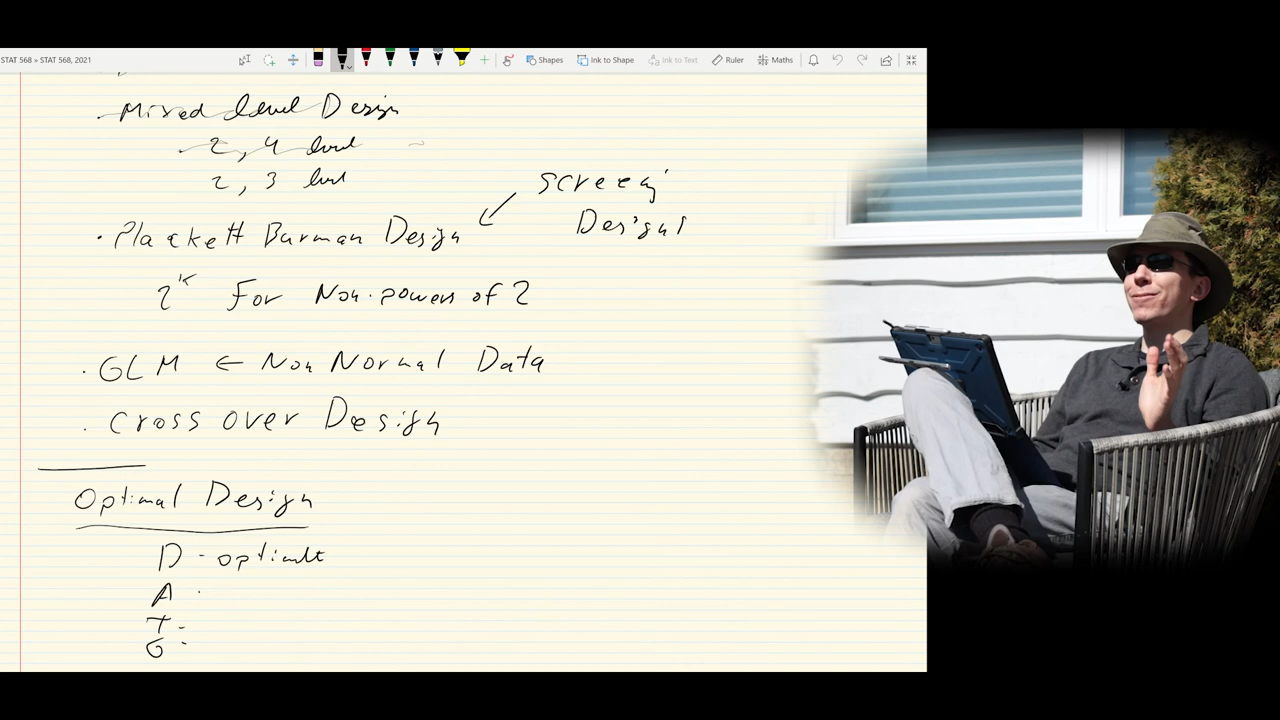 STAT 568 » STAT 568, 2021
Shapes
Ink to Shape
Ink to Text
Ruler
Maths
· Mixed level Design
· 2, 4 level
2, 3 level
screeg
Designs
· Plackett Burman Design
2^k For Non-powers of 2
· GLM ← Non Normal Data
· Cross over Design
Optimal Design
D - optimalt
A -
T -
G -